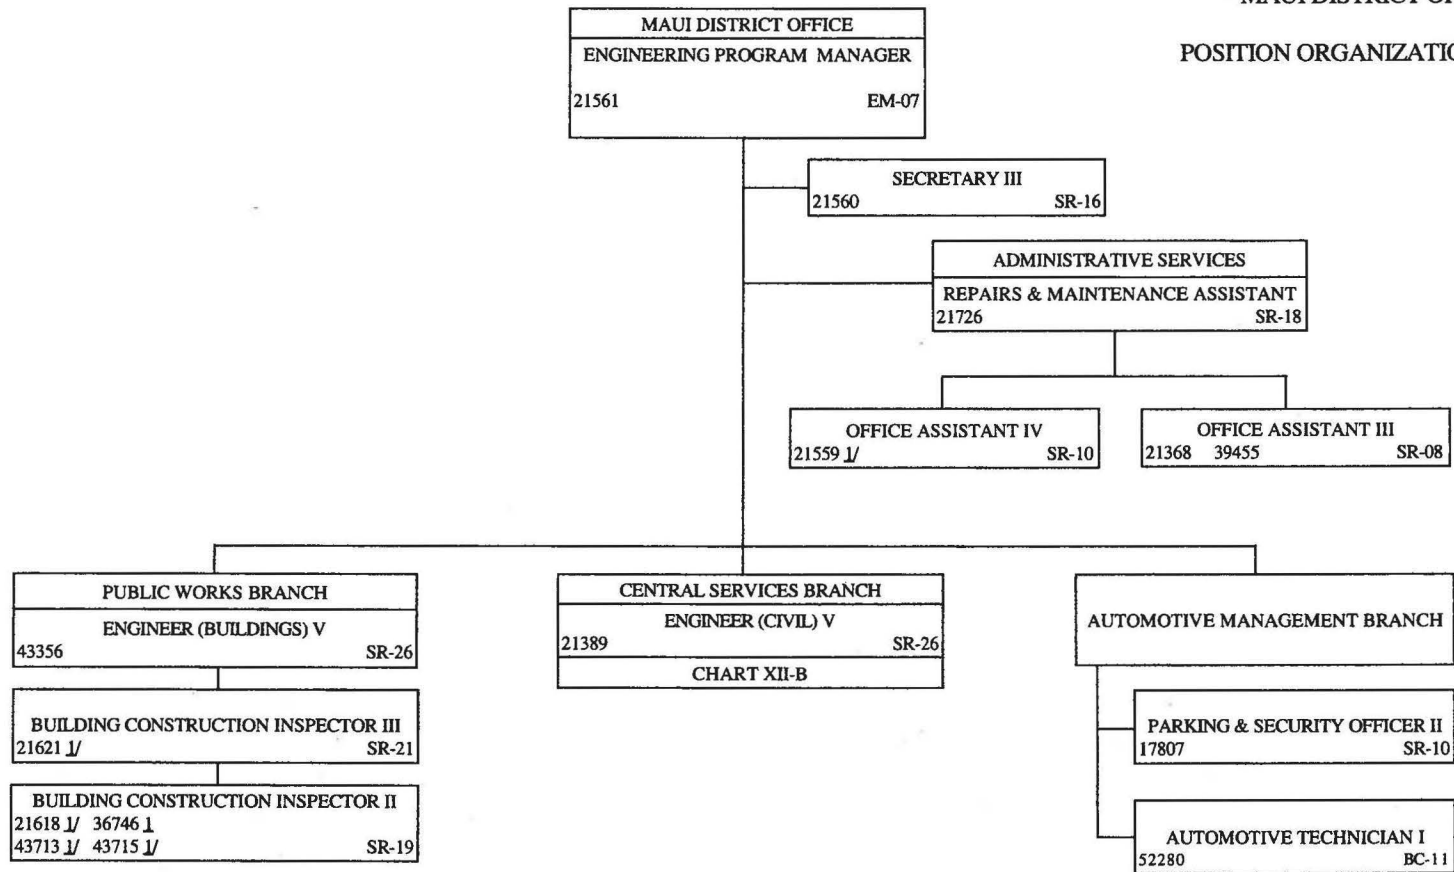 MAUI DISTRICT
POSITION ORGANIZATIO
MAUI DISTRICT OFFICE
ENGINEERING PROGRAM MANAGER
21561 EM-07
SECRETARY III
21560 SR-16
ADMINISTRATIVE SERVICES
REPAIRS & MAINTENANCE ASSISTANT
21726 SR-18
OFFICE ASSISTANT IV
21559 1/ SR-10
OFFICE ASSISTANT III
21368 39455 SR-08
PUBLIC WORKS BRANCH
ENGINEER (BUILDINGS) V
43356 SR-26
BUILDING CONSTRUCTION INSPECTOR III
21621 1/ SR-21
BUILDING CONSTRUCTION INSPECTOR II
21618 1/ 36746 1
43713 1/ 43715 1/ SR-19
CENTRAL SERVICES BRANCH
ENGINEER (CIVIL) V
21389 SR-26
CHART XII-B
AUTOMOTIVE MANAGEMENT BRANCH
PARKING & SECURITY OFFICER II
17807 SR-10
AUTOMOTIVE TECHNICIAN I
52280 BC-11